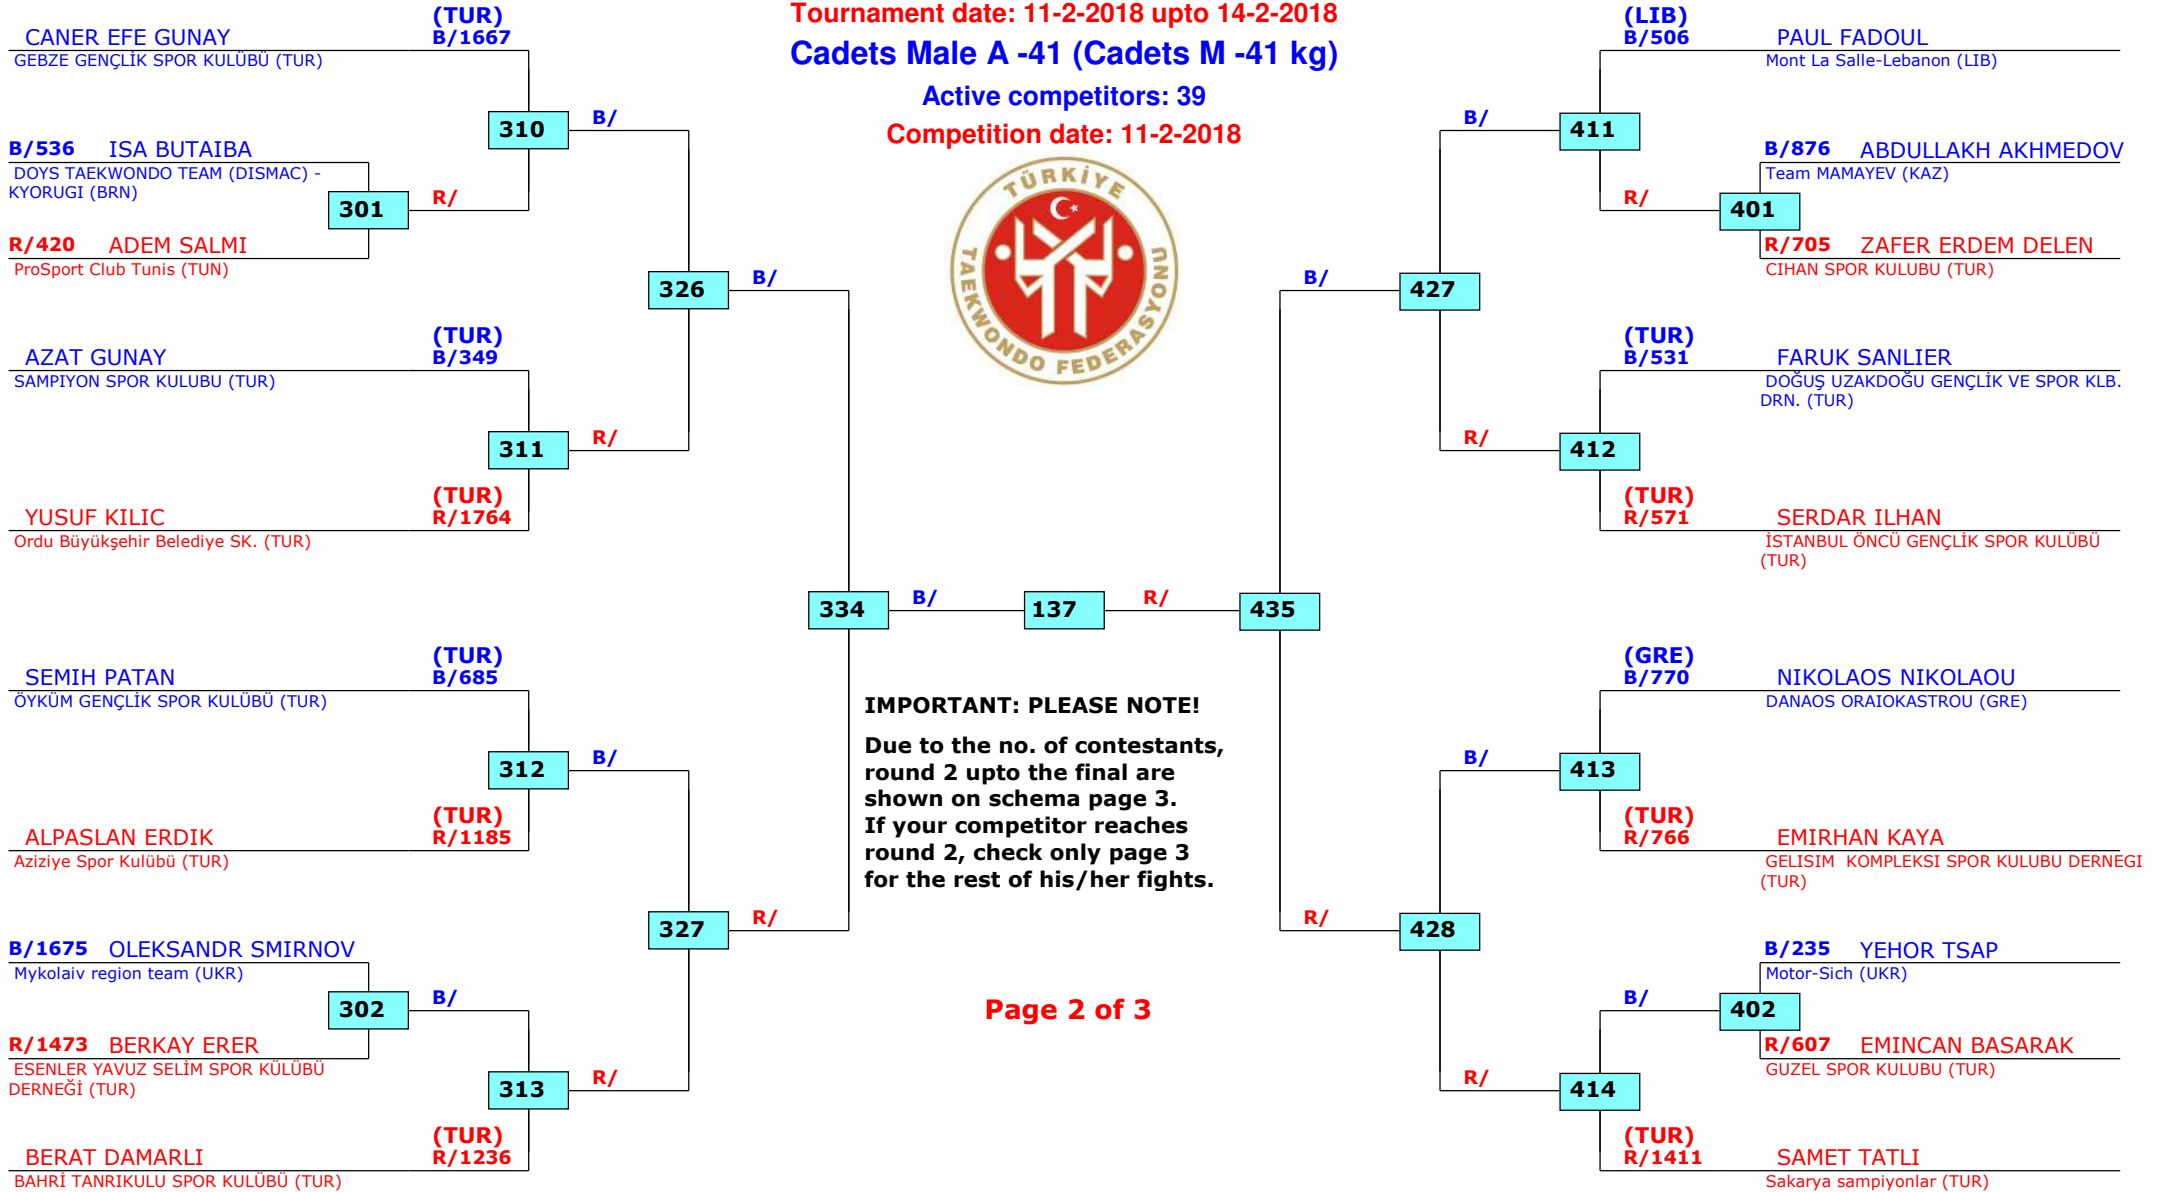 Tournament date: 11-2-2018 upto 14-2-2018
Cadets Male A -41 (Cadets M -41 kg)
Active competitors: 39
Competition date: 11-2-2018
TÜRKİYE
TAEKWONDO FEDERASYONU
(TUR)
CANER EFE GUNAY B/1667
GEBZE GENÇLİK SPOR KULÜBÜ (TUR)
310
B/
B/536 ISA BUTAIBA
DOYS TAEKWONDO TEAM (DISMAC) -
KYORUGI (BRN)
301
R/
R/420 ADEM SALMI
ProSport Club Tunis (TUN)
326
B/
(TUR)
AZAT GUNAY B/349
SAMPIYON SPOR KULUBU (TUR)
311
R/
(TUR)
YUSUF KILIC R/1764
Ordu Büyükşehir Belediye SK. (TUR)
334
B/
137
R/
435
(TUR)
SEMIH PATAN B/685
ÖYKÜM GENÇLİK SPOR KULÜBÜ (TUR)
312
B/
(TUR)
ALPASLAN ERDIK R/1185
Aziziye Spor Kulübü (TUR)
327
R/
B/1675 OLEKSANDR SMIRNOV
Mykolaiv region team (UKR)
302
B/
R/1473 BERKAY ERER
ESENLER YAVUZ SELİM SPOR KÜLÜBÜ
DERNEĞİ (TUR)
313
R/
(TUR)
BERAT DAMARLI R/1236
BAHRİ TANRIKULU SPOR KULÜBÜ (TUR)
IMPORTANT: PLEASE NOTE!
Due to the no. of contestants,
round 2 upto the final are
shown on schema page 3.
If your competitor reaches
round 2, check only page 3
for the rest of his/her fights.
Page 2 of 3
(LIB)
B/506 PAUL FADOUL
Mont La Salle-Lebanon (LIB)
B/
411
B/876 ABDULLAKH AKHMEDOV
Team MAMAYEV (KAZ)
R/
401
R/705 ZAFER ERDEM DELEN
CIHAN SPOR KULUBU (TUR)
B/
427
(TUR)
B/531 FARUK SANLIER
DOĞUŞ UZAKDOĞU GENÇLİK VE SPOR KLB.
DRN. (TUR)
R/
412
(TUR)
R/571 SERDAR ILHAN
İSTANBUL ÖNCÜ GENÇLİK SPOR KULÜBÜ
(TUR)
(GRE)
B/770 NIKOLAOS NIKOLAOU
DANAOS ORAIOKASTROU (GRE)
B/
413
(TUR)
R/766 EMIRHAN KAYA
GELISIM KOMPLEKSI SPOR KULUBU DERNEGI
(TUR)
R/
428
B/235 YEHOR TSAP
Motor-Sich (UKR)
B/
402
R/607 EMINCAN BASARAK
GUZEL SPOR KULUBU (TUR)
R/
414
(TUR)
R/1411 SAMET TATLI
Sakarya sampiyonlar (TUR)